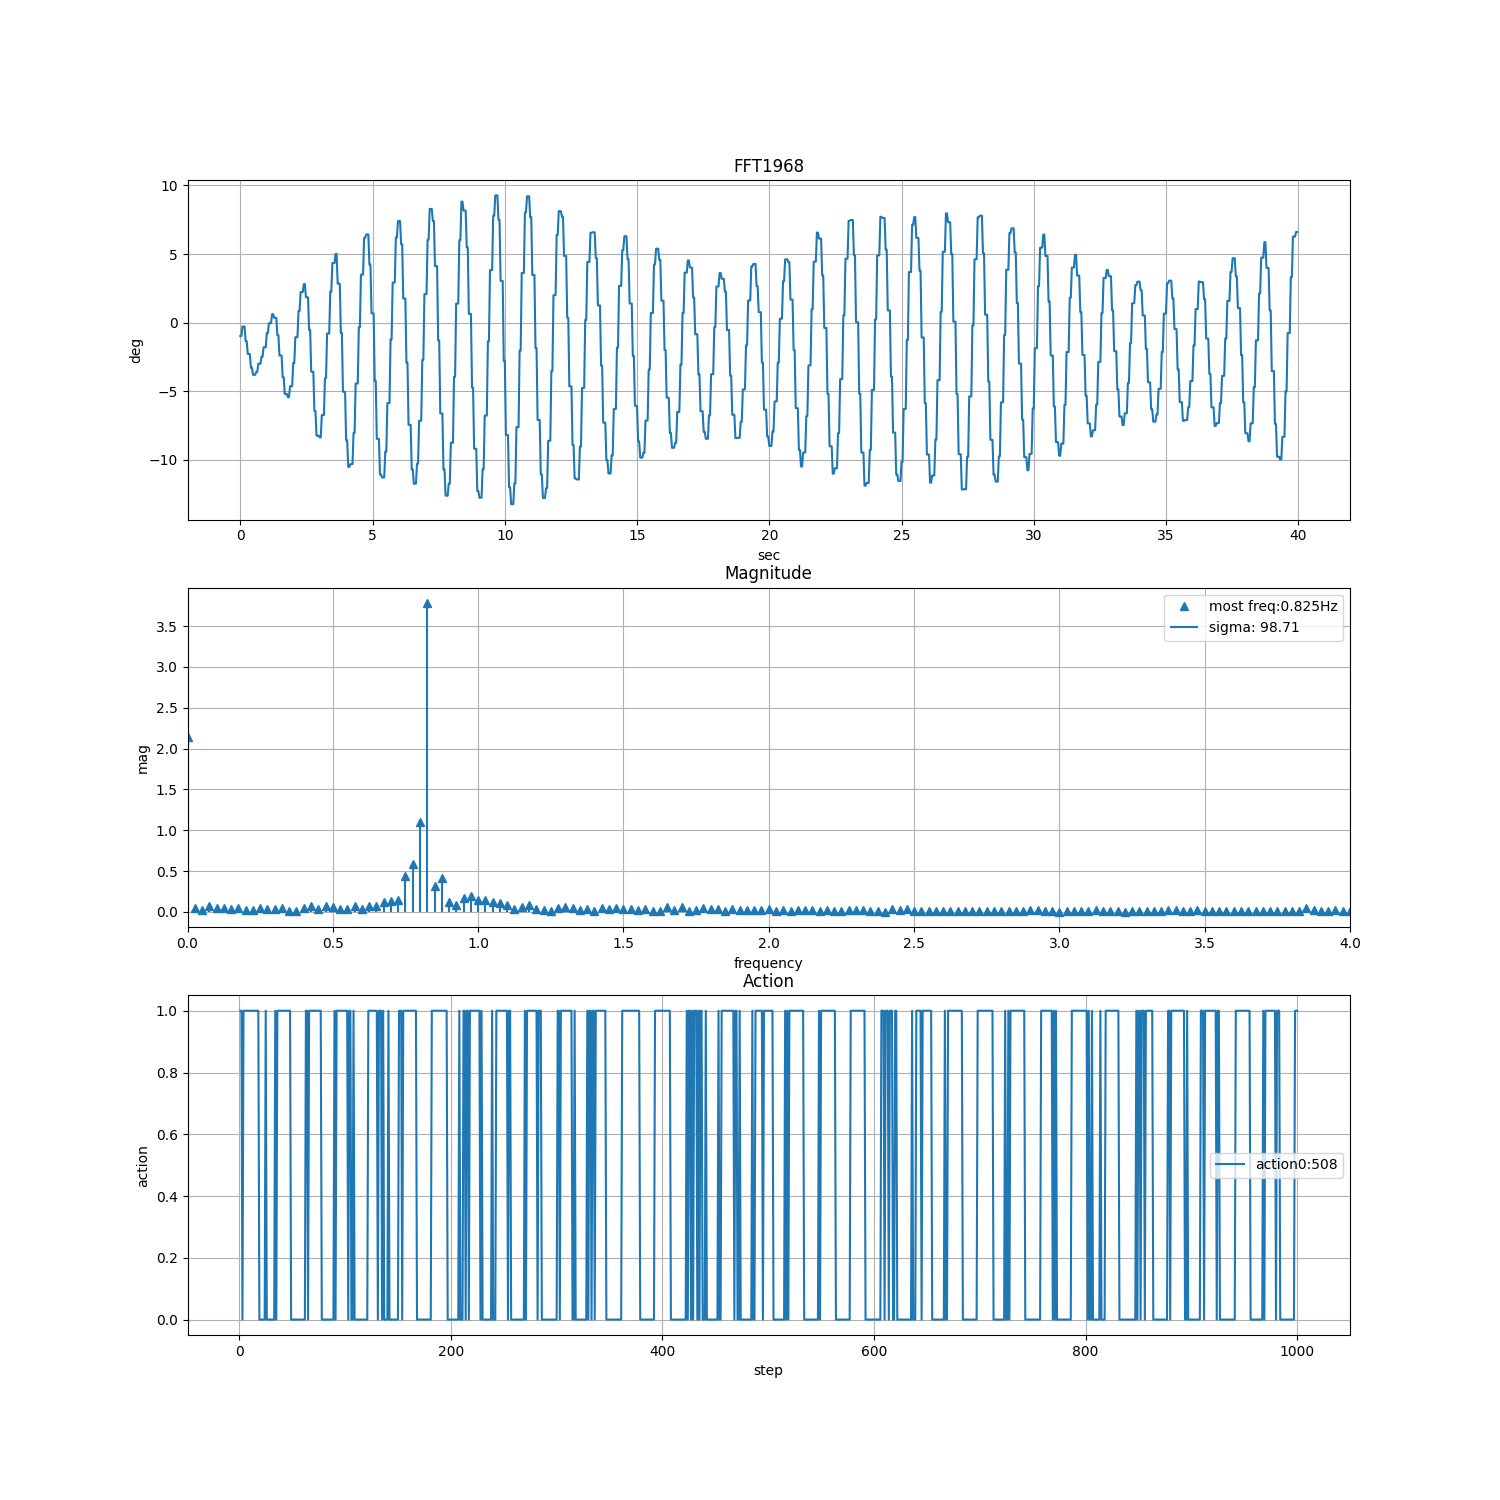 FFT1968
10
5
0
−5
−10
deg
0 5 10 15 20 25 30 35 40
sec
Magnitude
most freq:0.825Hz
sigma: 98.71
3.5
3.0
2.5
2.0
1.5
1.0
0.5
0.0
mag
0.0 0.5 1.0 1.5 2.0 2.5 3.0 3.5 4.0
frequency
Action
1.0
0.8
0.6
0.4
0.2
0.0
action
action0:508
0 200 400 600 800 1000
step